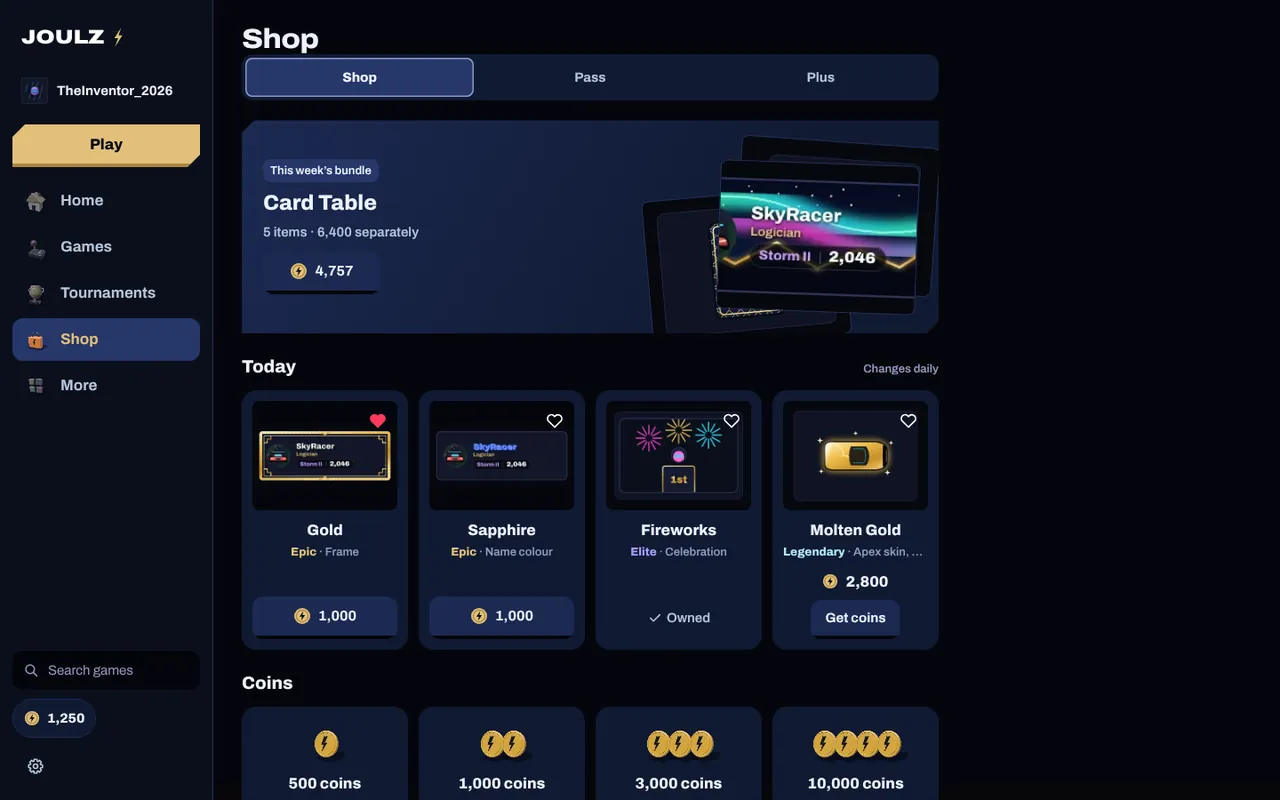 JOULZ
TheInventor_2026
Play
Home
Games
Tournaments
Shop
More
Search games
1,250
Shop
Shop
Pass
Plus
This week's bundle
Card Table
5 items · 6,400 separately
4,757
SkyRacer
Logician
Storm II | 2,046
Today
Changes daily
SkyRacer
Logician
Storm II 2,046
Gold
Epic · Frame
1,000
SkyRacer
Logician
Storm II 2,046
Sapphire
Epic · Name colour
1,000
1st
Fireworks
Elite · Celebration
Owned
Molten Gold
Legendary · Apex skin, ...
2,800
Get coins
Coins
500 coins
1,000 coins
3,000 coins
10,000 coins